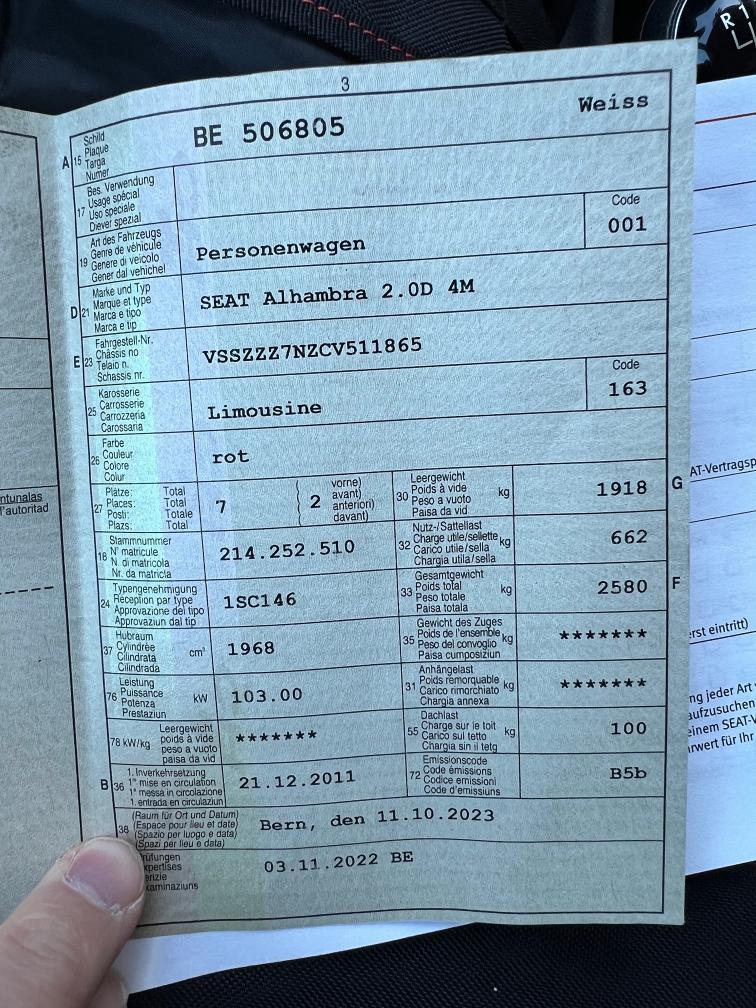 3
A 15 Schild
Plaque
Targa
Numer
BE 506805
Weiss
17 Bes. Verwendung
Usage spécial
Uso speciale
Diever spezial
19 Art des Fahrzeugs
Genre de véhicule
Genere di veicolo
Gener dal vehichel
Personenwagen
Code
001
D 21 Marke und Typ
Marque et type
Marca e tipo
Marca e tip
SEAT Alhambra 2.0D 4M
E 23 Fahrgestell-Nr.
Châssis no
Telaio n.
Schassis nr.
VSSZZZ7NZCV511865
25 Karosserie
Carrosserie
Carrozzeria
Carossaria
Limousine
Code
163
26 Farbe
Couleur
Colore
Colur
rot
27 Plätze: Total
Places: Total
Posti: Totale
Plazs: Total
7
2
vorne)
avant)
anteriori)
davant)
30 Leergewicht
Poids à vide
Peso a vuoto
Paisa da vid
kg
1918
G
18 Stammnummer
N° matricule
N. di matricola
Nr. da matricla
214.252.510
32 Nutz-/Sattellast
Charge utile/sellette
Carico utile/sella
Chargia utila/sella
kg
662
24 Typengenehmigung
Réception par type
Approvazione del tipo
Approvaziun dal tip
1SC146
33 Gesamtgewicht
Poids total
Peso totale
Paisa totala
kg
2580
F
37 Hubraum
Cylindrée
Cilindrata
Cilindrada
cm³
1968
35 Gewicht des Zuges
Poids de l'ensemble
Peso del convoglio
Paisa cumposiziun
kg
*******
76 Leistung
Puissance
Potenza
Prestaziun
kW
103.00
31 Anhängelast
Poids remorquable
Carico rimorchiato
Chargia annexa
kg
*******
78 kW/kg
Leergewicht
poids à vide
peso a vuoto
paisa da vid
*******
55 Dachlast
Charge sur le toit
Carico sul tetto
Chargia sin il tetg
kg
100
B 36 1. Inverkehrsetzung
1re mise en circulation
1a messa in circolazione
1. entrada en circulaziun
21.12.2011
72 Emissionscode
Code émissions
Codice emissioni
Code d'emissiuns
B5b
38 (Raum für Ort und Datum)
(Espace pour lieu et date)
(Spazio per luogo e data)
(Spazi per lieu e data)
Bern, den 11.10.2023
rüfungen
xpertises
erizie
xaminaziuns
03.11.2022 BE
ntunalas
l'autoritad
R 1
AT-Vertragsp
erst eintritt)
ng jeder Art
aufzusuchen
einem SEAT-V
rwert für Ihr